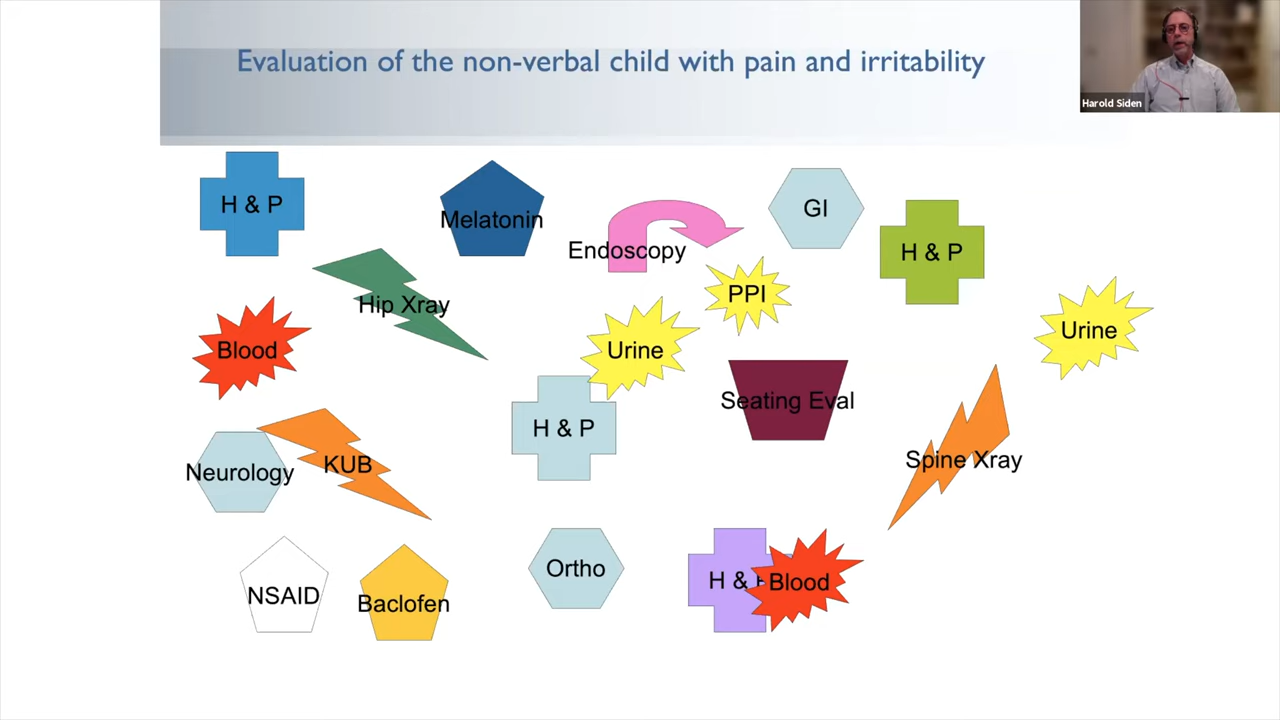 Evaluation of the non-verbal child with pain and irritability
Harold Siden
H & P
Melatonin
Endoscopy
GI
H & P
Hip Xray
PPI
Blood
Urine
Urine
Seating Eval
H & P
Neurology
KUB
Spine Xray
NSAID
Baclofen
Ortho
H & P
Blood